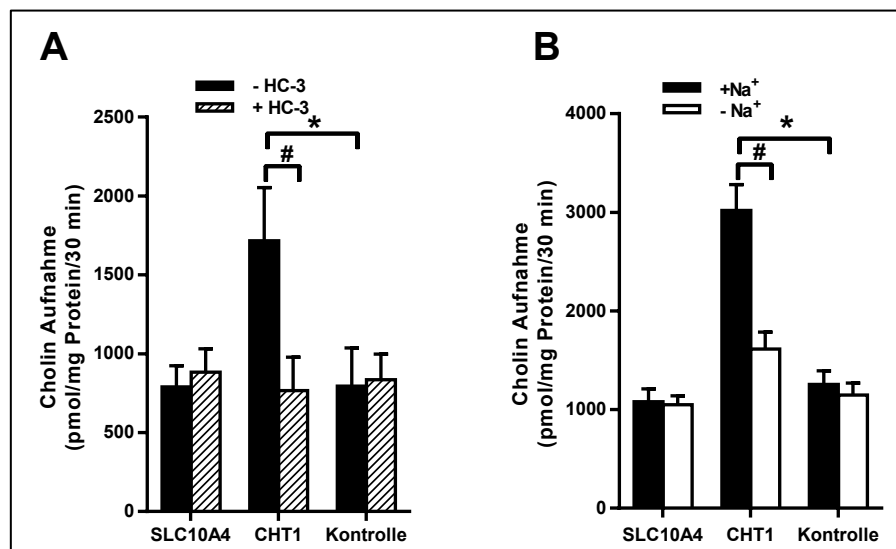 A
- HC-3
+ HC-3
Cholin Aufnahme
(pmol/mg Protein/30 min)
2500
2000
1500
1000
500
0
*
#
SLC10A4 CHT1 Kontrolle
B
+Na⁺
- Na⁺
Cholin Aufnahme
(pmol/mg Protein/30 min)
4000
3000
2000
1000
0
*
#
SLC10A4 CHT1 Kontrolle